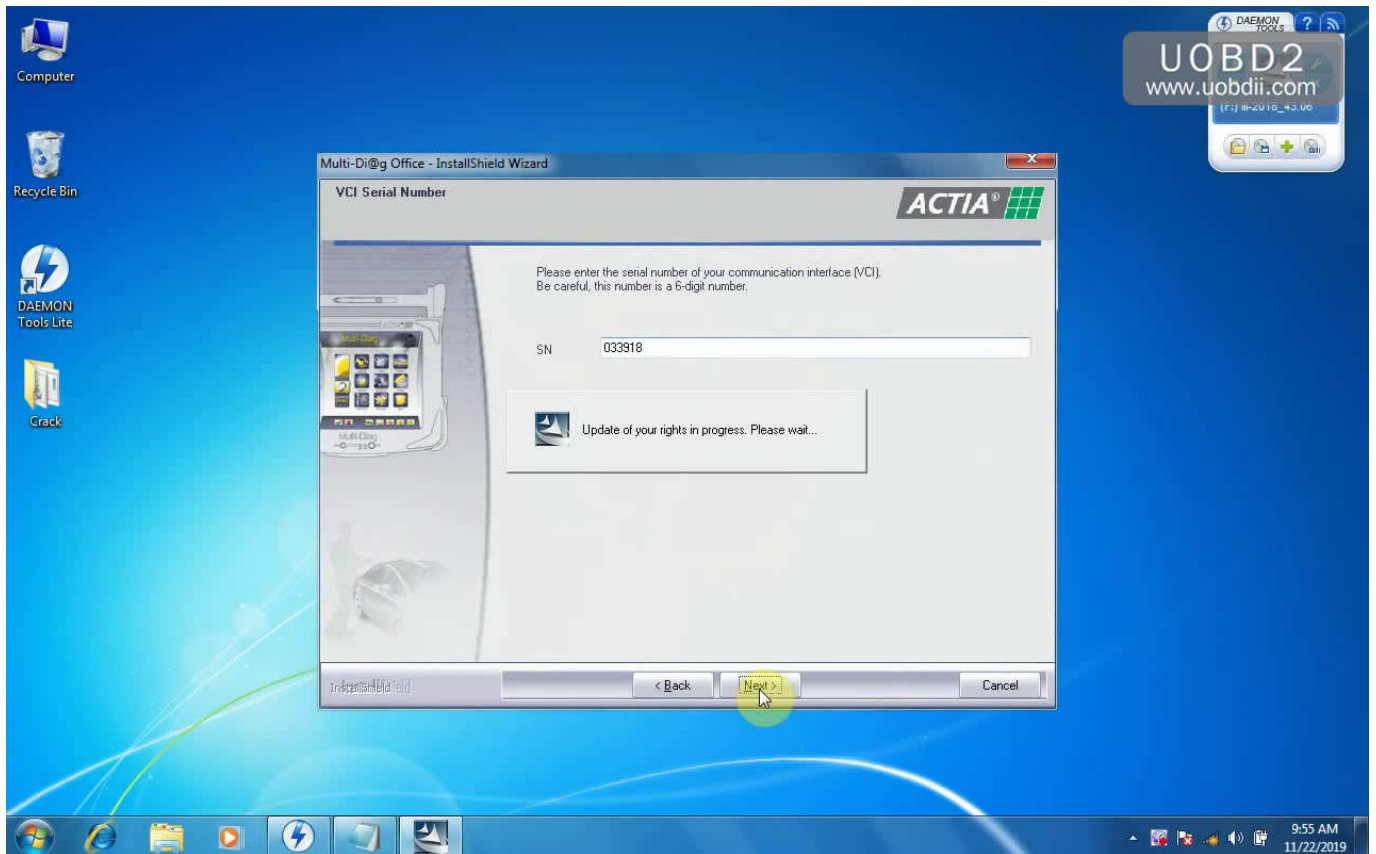 Computer
Recycle Bin
DAEMON
Tools Lite
Crack
DAEMON
TOOLS
?
UOBD2
www.uobdii.com
Multi-Di@g Office - InstallShield Wizard
VCI Serial Number
ACTIA®
Please enter the serial number of your communication interface (VCI).
Be careful, this number is a 6-digit number.
SN
033918
Update of your rights in progress. Please wait...
Multi-Diag
InstallShield
< Back
Next >
Cancel
9:55 AM
11/22/2019